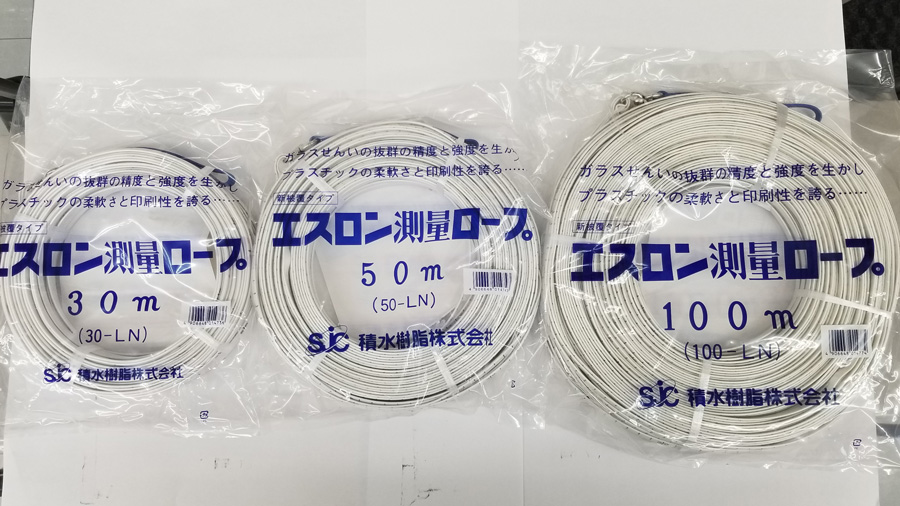 ガラスせんいの抜群の精度と強度を生かし
プラスチックの柔軟さと印刷性を誇る……
新被覆タイプ
エスロン測量ロープ
30m
(30-LN)
SJC 積水樹脂株式会社
ガラスせんいの抜群の精度と強度を生かし
プラスチックの柔軟さと印刷性を誇る……
新被覆タイプ
エスロン測量ロープ
50m
(50-LN)
SJC 積水樹脂株式会社
ガラスせんいの抜群の精度と強度を生かし
プラスチックの柔軟さと印刷性を誇る……
新被覆タイプ
エスロン測量ロープ
100m
(100-LN)
SJC 積水樹脂株式会社